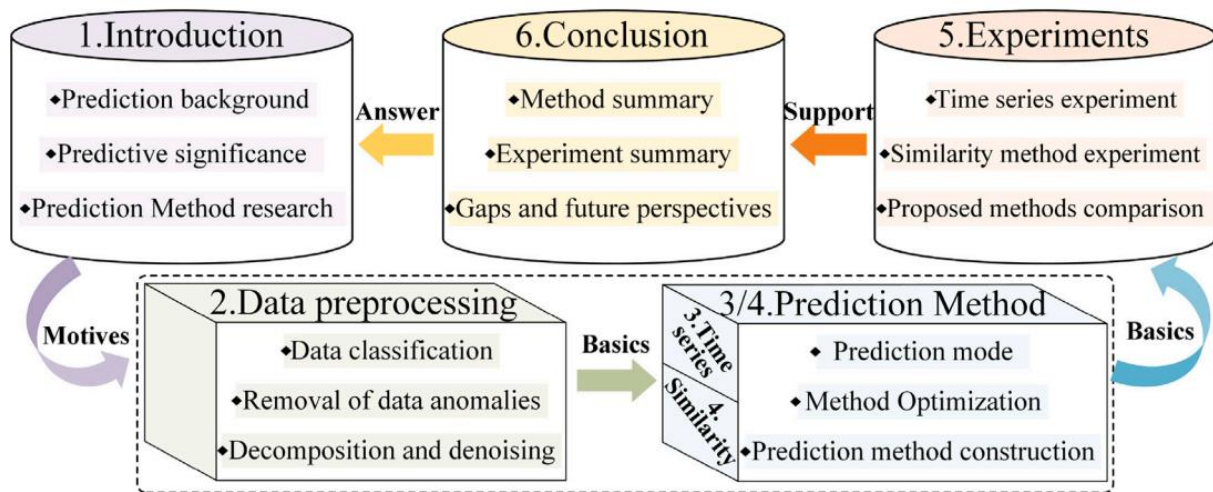 1.Introduction
◆Prediction background
◆Predictive significance
◆Prediction Method research
Answer
6.Conclusion
◆Method summary
◆Experiment summary
◆Gaps and future perspectives
Support
5.Experiments
◆Time series experiment
◆Similarity method experiment
◆Proposed methods comparison
Motives
2.Data preprocessing
◆Data classification
◆Removal of data anomalies
◆Decomposition and denoising
Basics
3/4.Prediction Method
3.Time
series
4.
Similarity
◆Prediction mode
◆Method Optimization
◆Prediction method construction
Basics